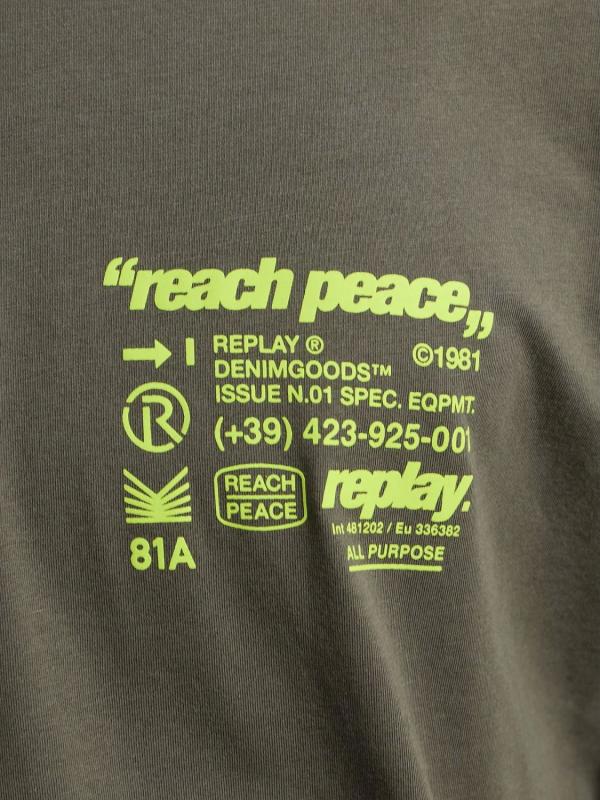 “reach peace„
REPLAY ® ©1981
DENIMGOODS™
ISSUE N.01 SPEC. EQPMT.
(+39) 423-925-001
R
REACH
PEACE
replay.
Int 481202 / Eu 336382
ALL PURPOSE
81A